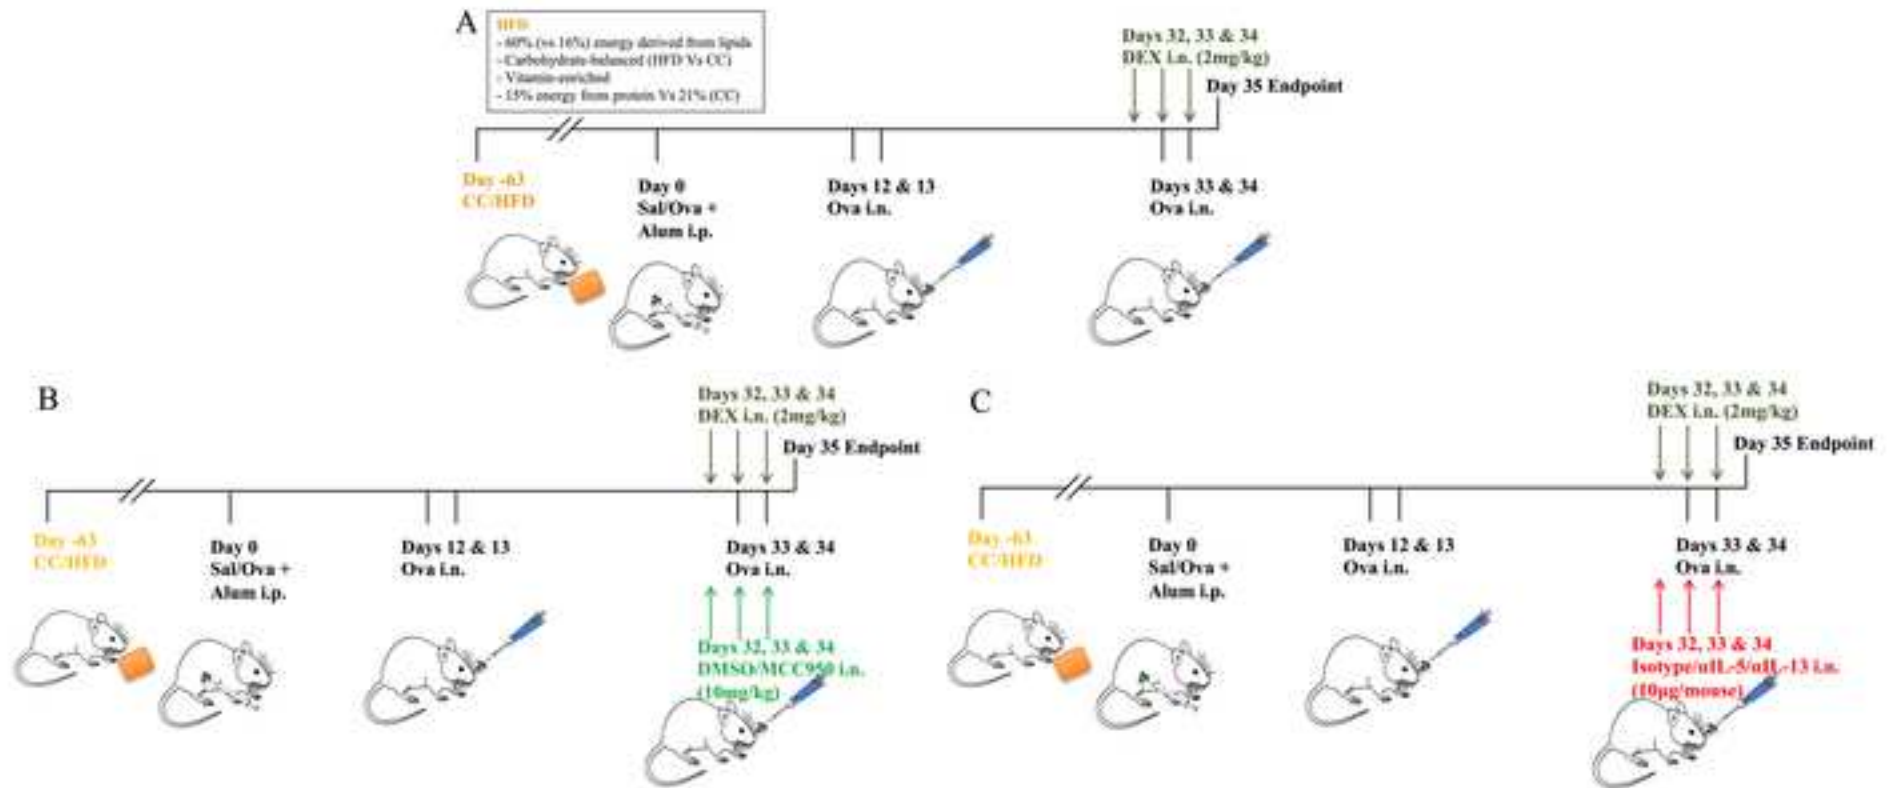 A
HFD
- 60% (vs 16%) energy derived from lipids
- Carbohydrate-balanced (HFD Vs CC)
- Vitamin-enriched
- 15% energy from protein Vs 21% (CC)
Days 32, 33 & 34
DEX i.n. (2mg/kg)
Day 35 Endpoint
Day -63
CC/HFD
Day 0
Sal/Ova +
Alum i.p.
Days 12 & 13
Ova i.n.
Days 33 & 34
Ova i.n.
B
Days 32, 33 & 34
DEX i.n. (2mg/kg)
Day 35 Endpoint
Day -63
CC/HFD
Day 0
Sal/Ova +
Alum i.p.
Days 12 & 13
Ova i.n.
Days 33 & 34
Ova i.n.
Days 32, 33 & 34
DMSO/MCC950 i.n.
(10mg/kg)
C
Days 32, 33 & 34
DEX i.n. (2mg/kg)
Day 35 Endpoint
Day -63
CC/HFD
Day 0
Sal/Ova +
Alum i.p.
Days 12 & 13
Ova i.n.
Days 33 & 34
Ova i.n.
Days 32, 33 & 34
Isotype/αIL-5/αIL-13 i.n.
(10μg/mouse)